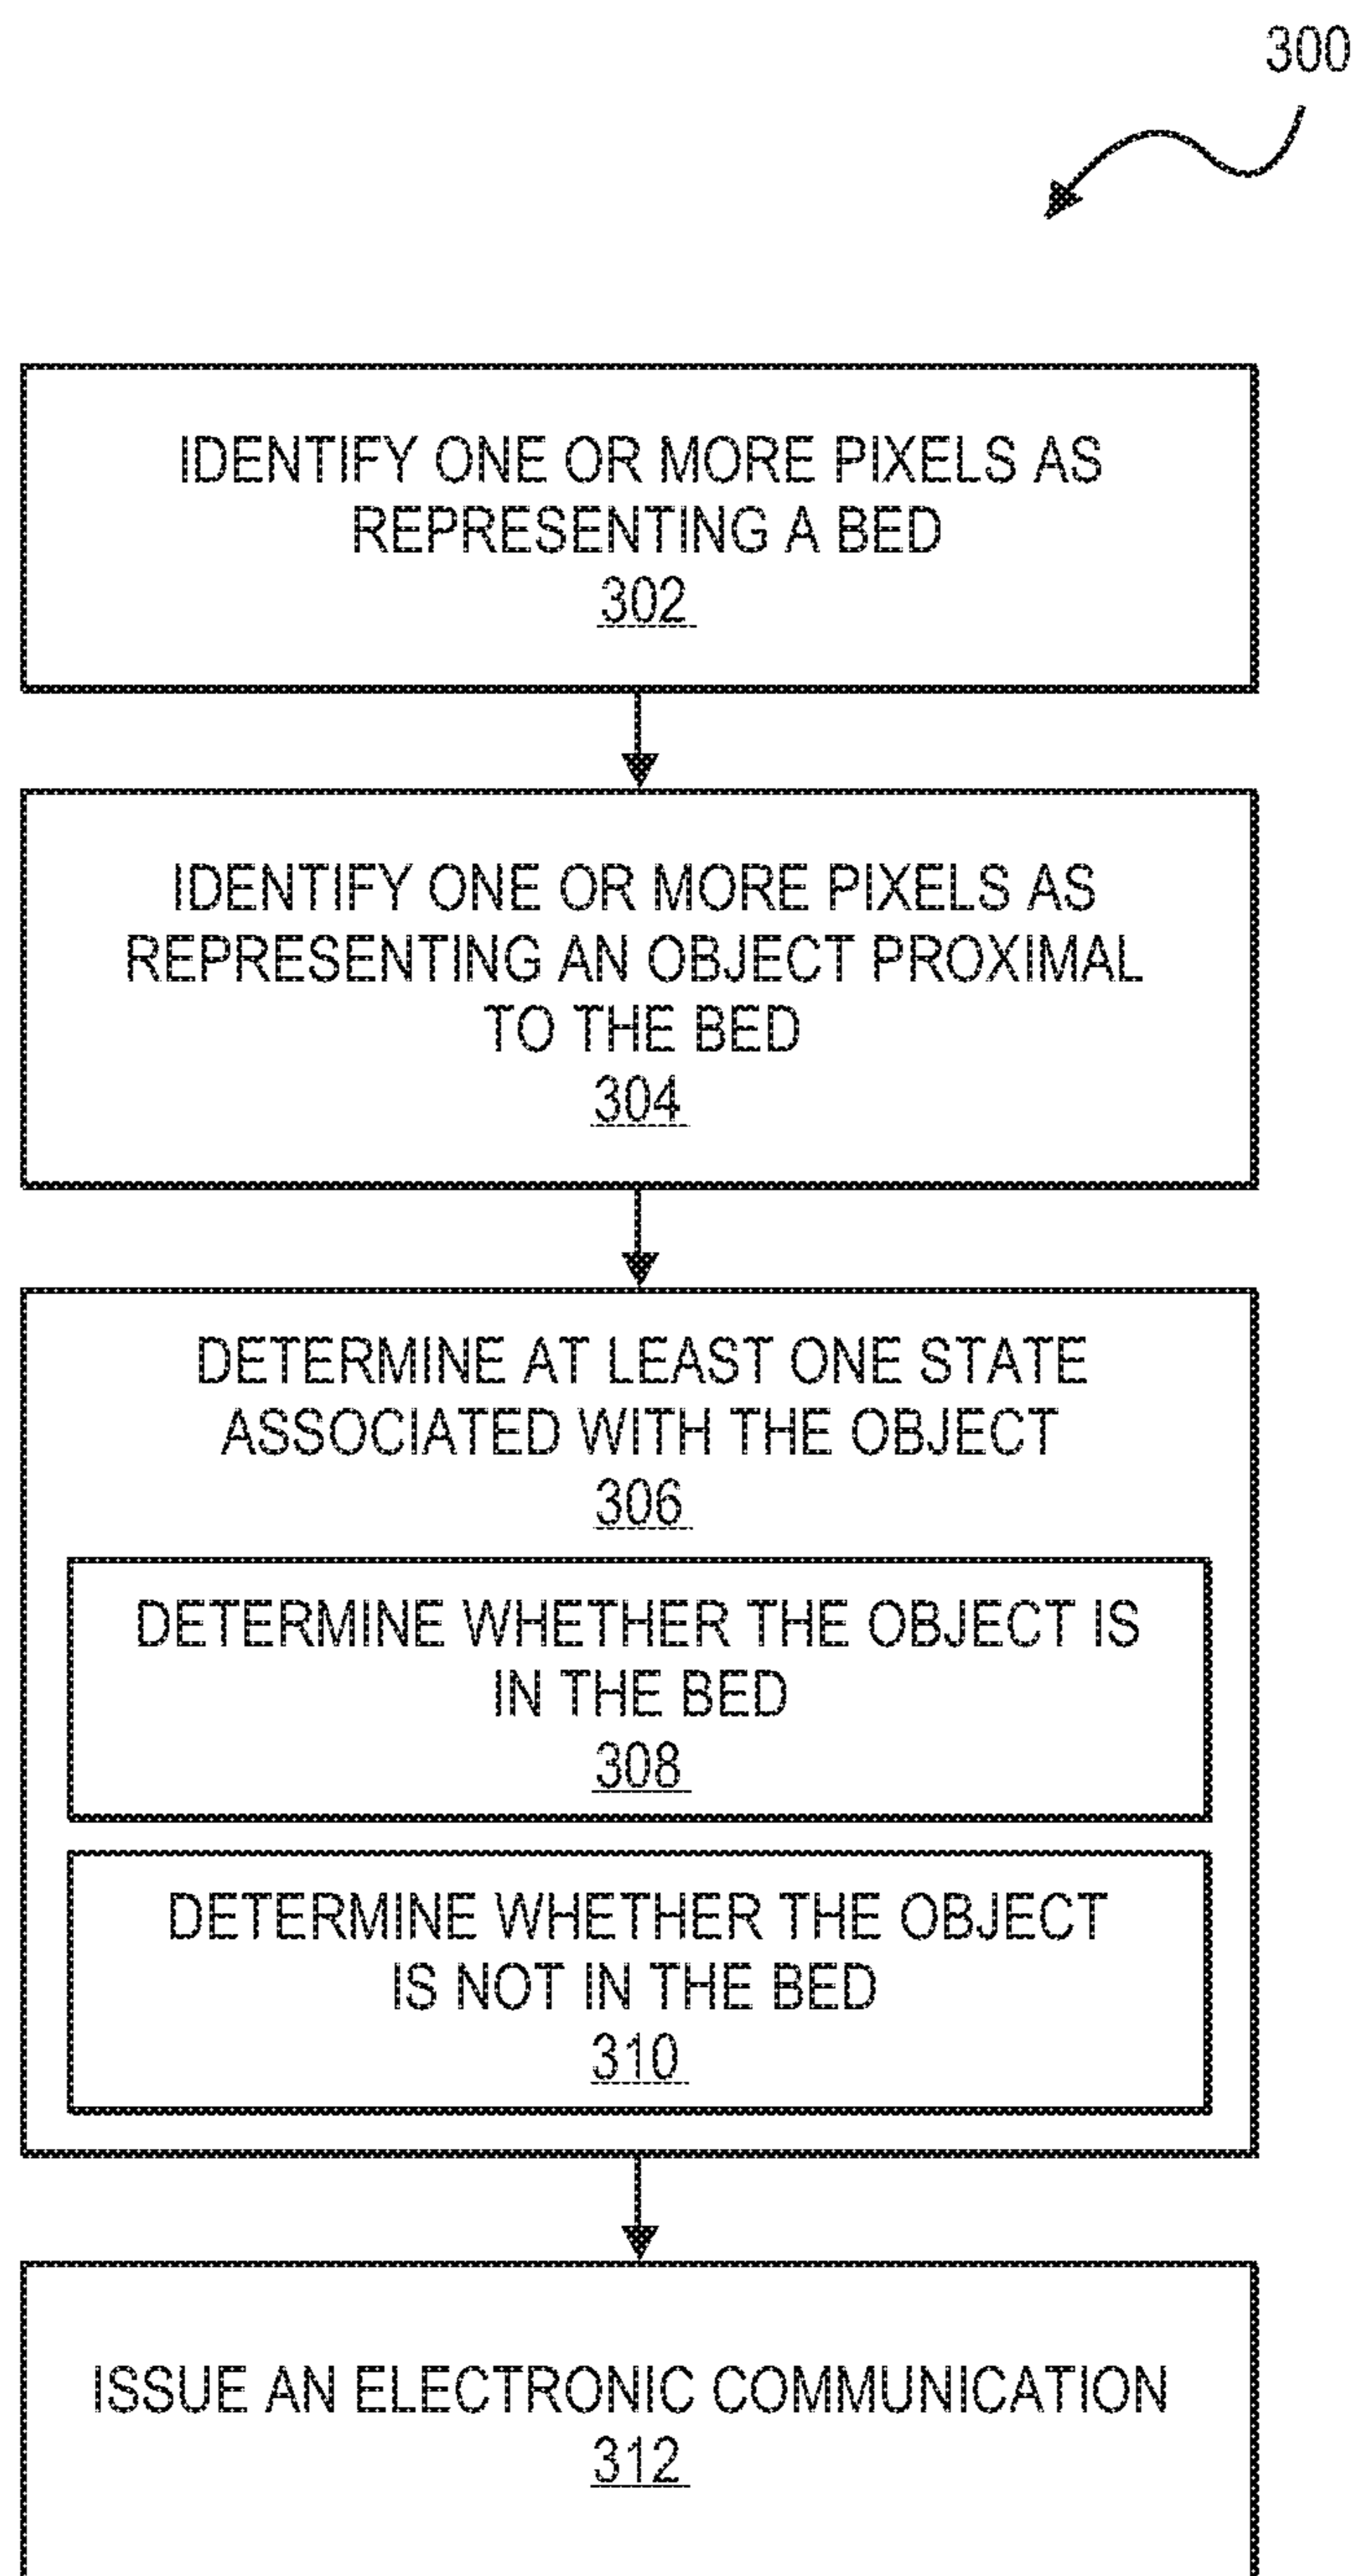 300
IDENTIFY ONE OR MORE PIXELS AS
REPRESENTING A BED
302
IDENTIFY ONE OR MORE PIXELS AS
REPRESENTING AN OBJECT PROXIMAL
TO THE BED
304
DETERMINE AT LEAST ONE STATE
ASSOCIATED WITH THE OBJECT
306
DETERMINE WHETHER THE OBJECT IS
IN THE BED
308
DETERMINE WHETHER THE OBJECT
IS NOT IN THE BED
310
ISSUE AN ELECTRONIC COMMUNICATION
312